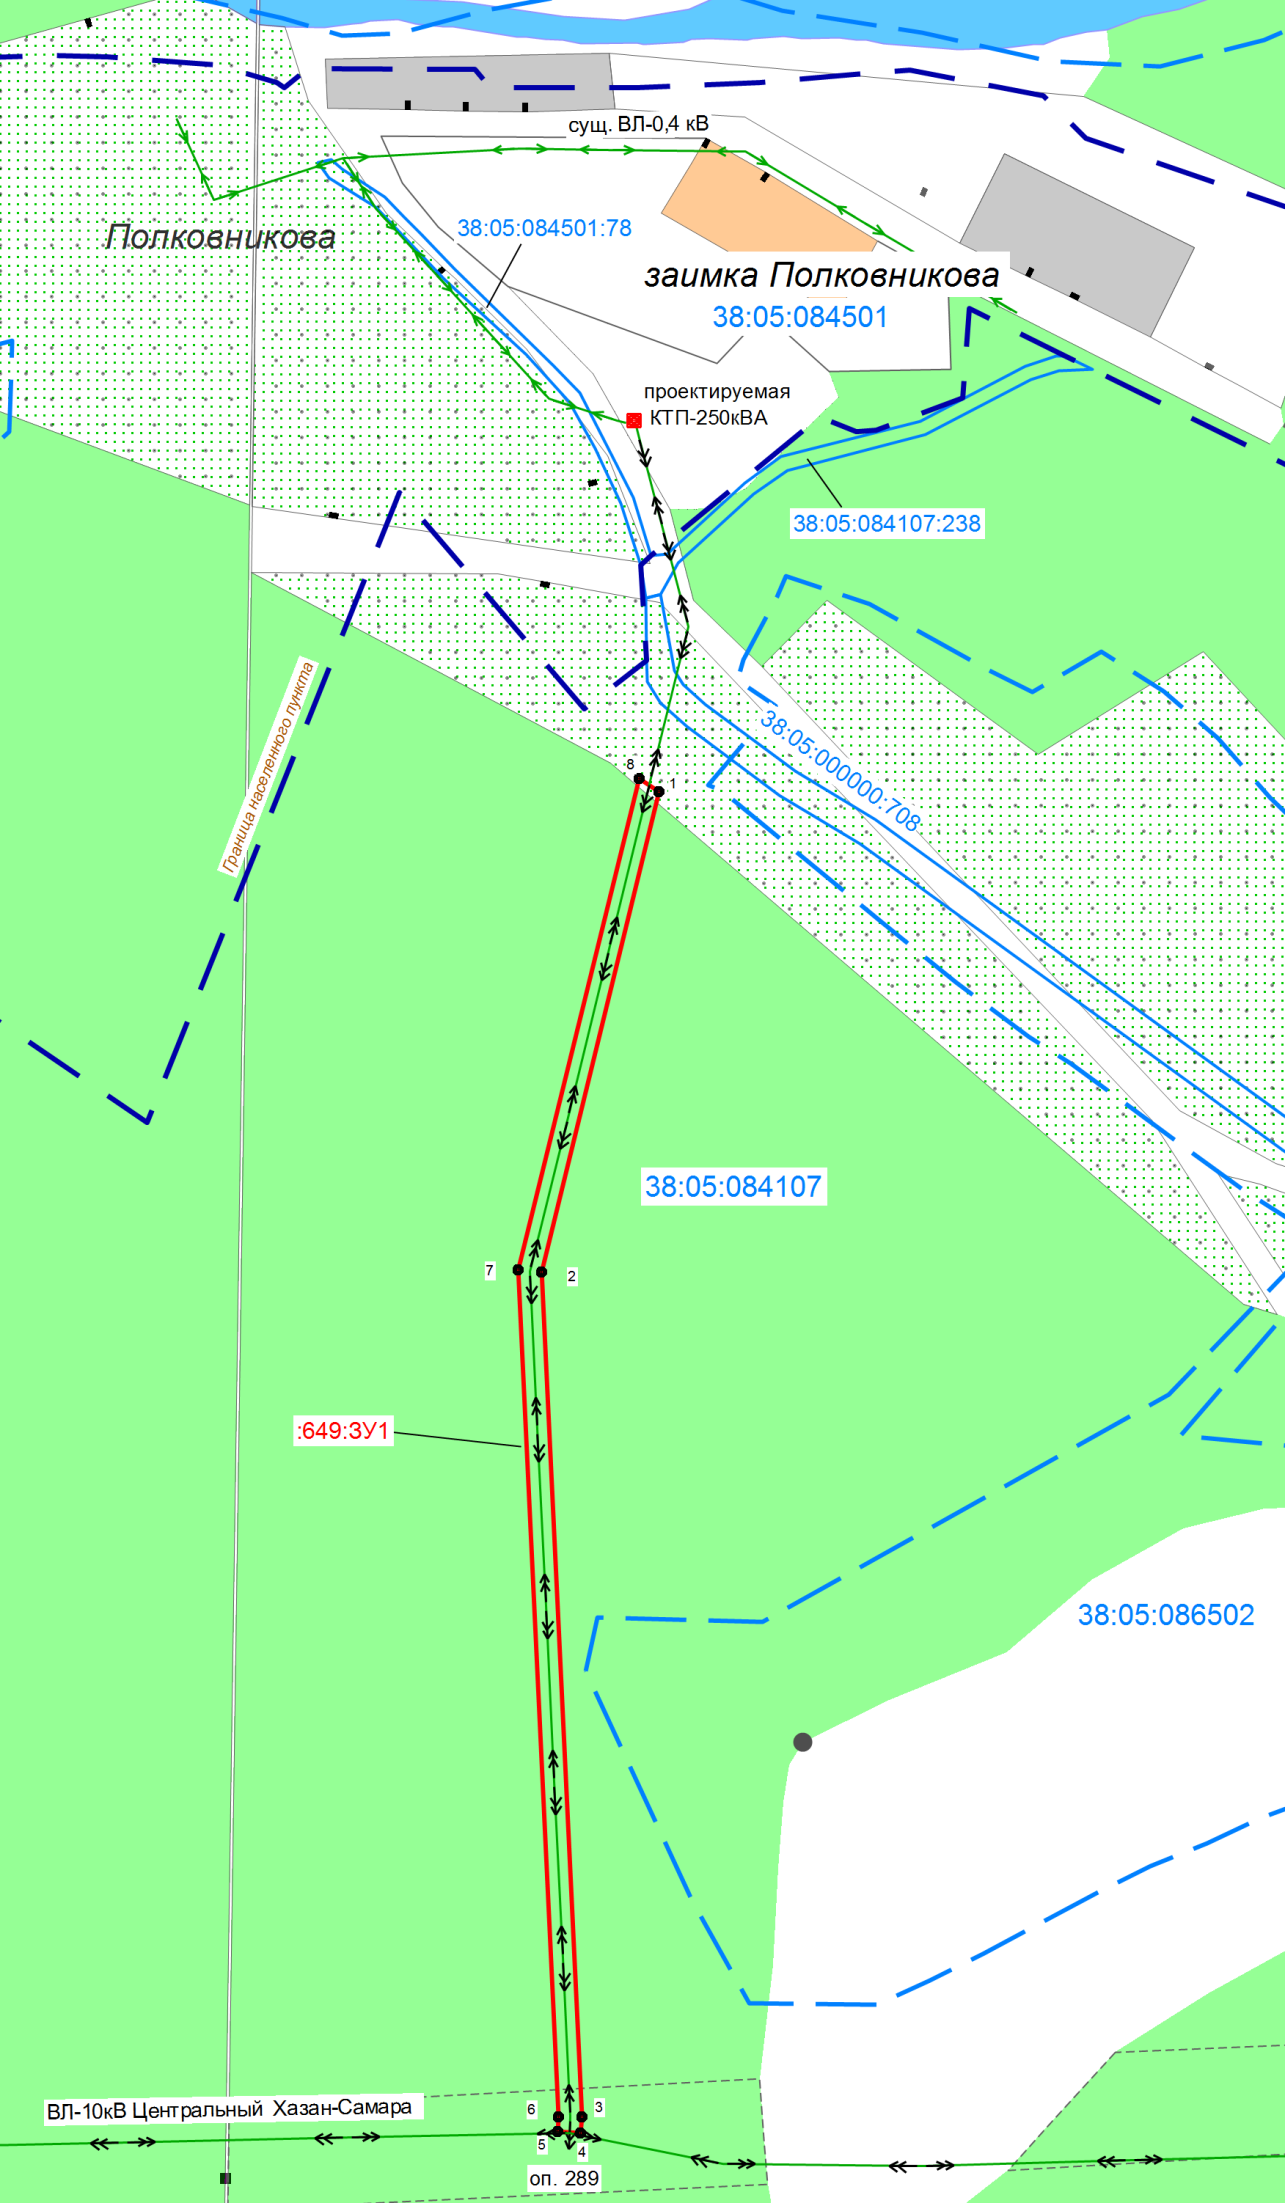 сущ. ВЛ-0,4 кВ
Полковникова
38:05:084501:78
заимка Полковникова
38:05:084501
проектируемая
КТП-250кВА
38:05:084107:238
Граница населенного пункта
38:05:000000:708
8
1
38:05:084107
7
2
:649:ЗУ1
38:05:086502
ВЛ-10кВ Центральный Хазан-Самара
6
3
5
4
оп. 289